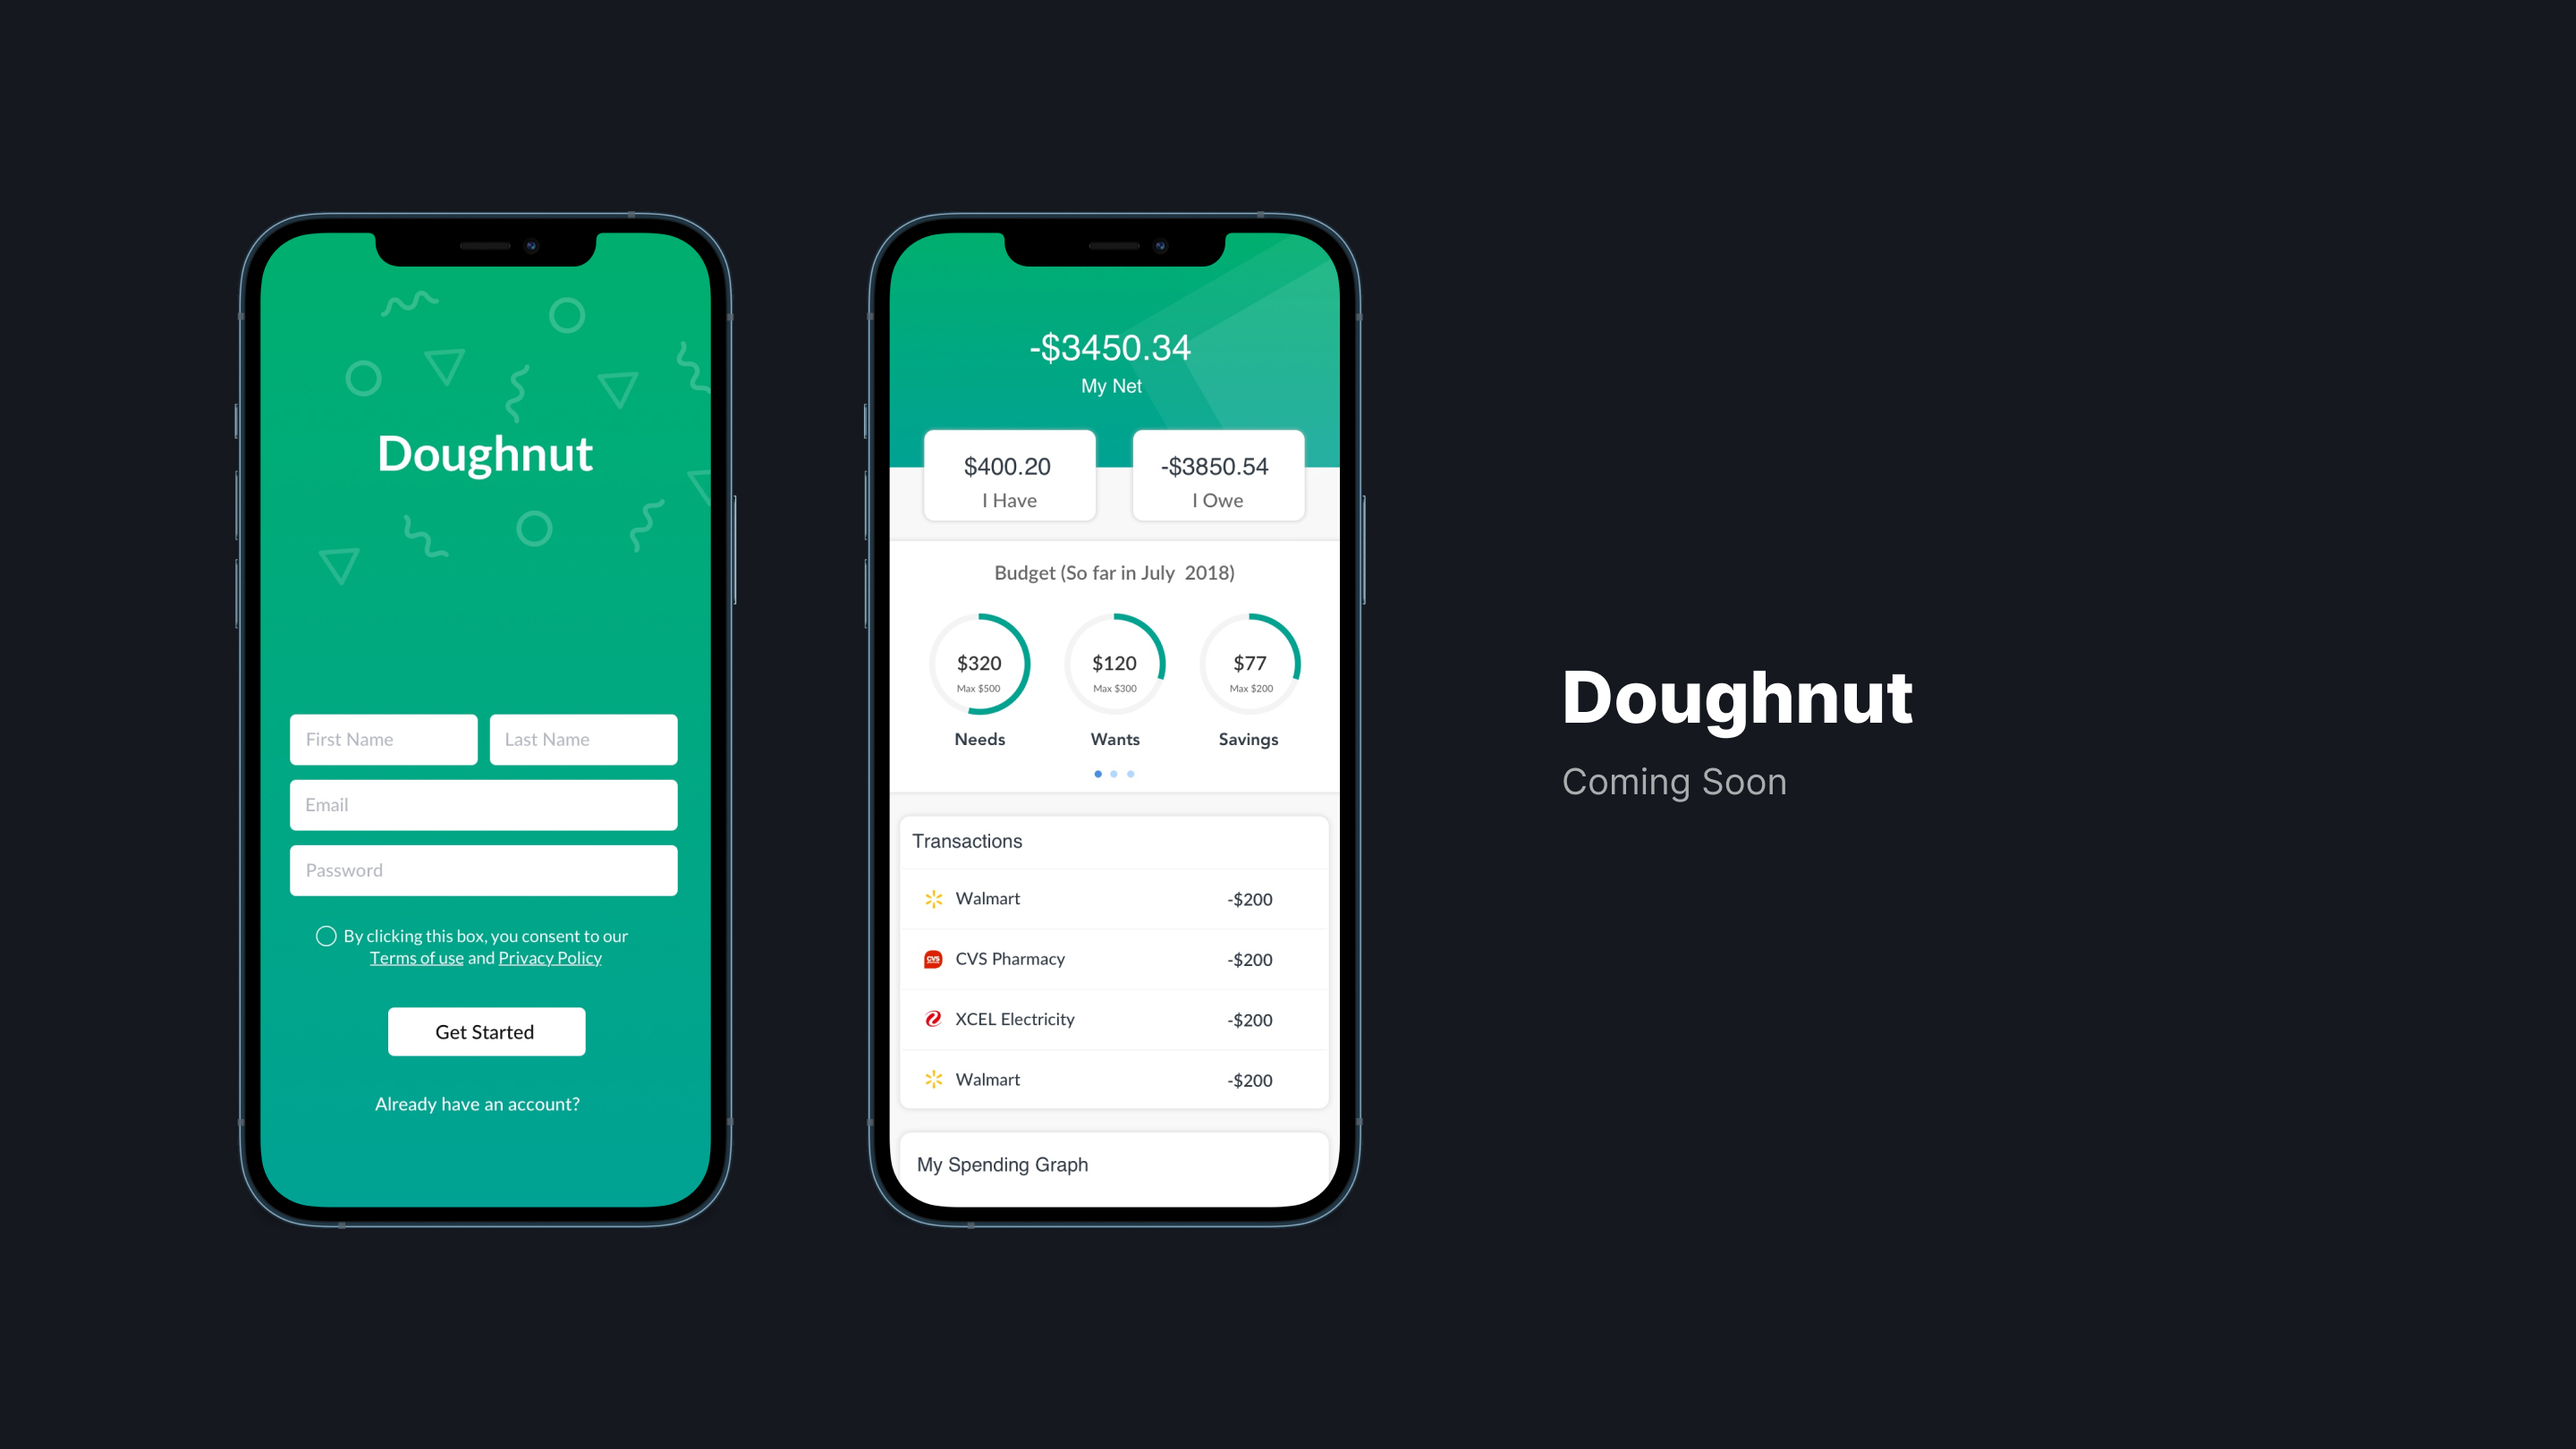 Doughnut
First Name
Last Name
Email
Password
By clicking this box, you consent to our
Terms of use and Privacy Policy
Get Started
Already have an account?
-$3450.34
My Net
$400.20
I Have
-$3850.54
I Owe
Budget (So far in July  2018)
$320
Max $500
Needs
$120
Max $300
Wants
$77
Max $200
Savings
Transactions
Walmart -$200
CVS CVS Pharmacy -$200
XCEL Electricity -$200
Walmart -$200
My Spending Graph
Doughnut
Coming Soon